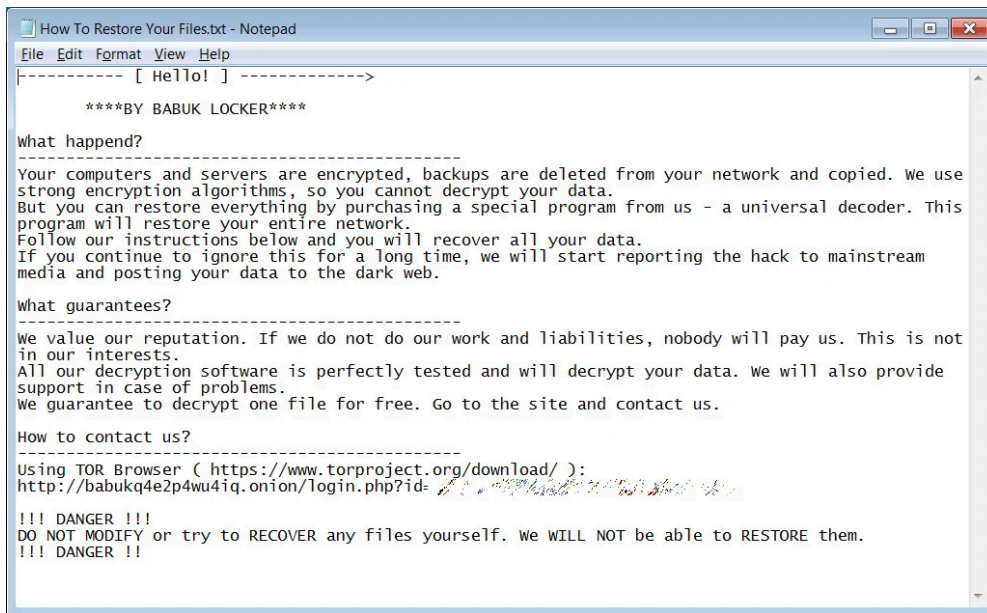 How To Restore Your Files.txt - Notepad
File Edit Format View Help
----------- [ Hello! ] ------------->
****BY BABUK LOCKER****
What happend?
----------------------------------------------
Your computers and servers are encrypted, backups are deleted from your network and copied. We use
strong encryption algorithms, so you cannot decrypt your data.
But you can restore everything by purchasing a special program from us - a universal decoder. This
program will restore your entire network.
Follow our instructions below and you will recover all your data.
If you continue to ignore this for a long time, we will start reporting the hack to mainstream
media and posting your data to the dark web.
What guarantees?
----------------------------------------------
We value our reputation. If we do not do our work and liabilities, nobody will pay us. This is not
in our interests.
All our decryption software is perfectly tested and will decrypt your data. We will also provide
support in case of problems.
We guarantee to decrypt one file for free. Go to the site and contact us.
How to contact us?
----------------------------------------------
Using TOR Browser ( https://www.torproject.org/download/ ):
http://babukq4e2p4wu4iq.onion/login.php?id=
!!! DANGER !!!
DO NOT MODIFY or try to RECOVER any files yourself. We WILL NOT be able to RESTORE them.
!!! DANGER !!